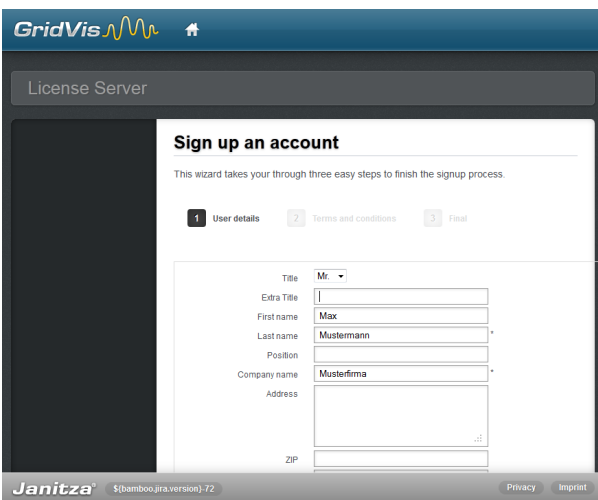 GridVis
License Server
Sign up an account
This wizard takes your through three easy steps to finish the signup process.
1 User details 2 Terms and conditions 3 Final
Title Mr.
Extra Title
First name Max
Last name Mustermann *
Position
Company name Musterfirma *
Address
ZIP
Janitza® ${bamboo.jira.version}-72 Privacy Imprint